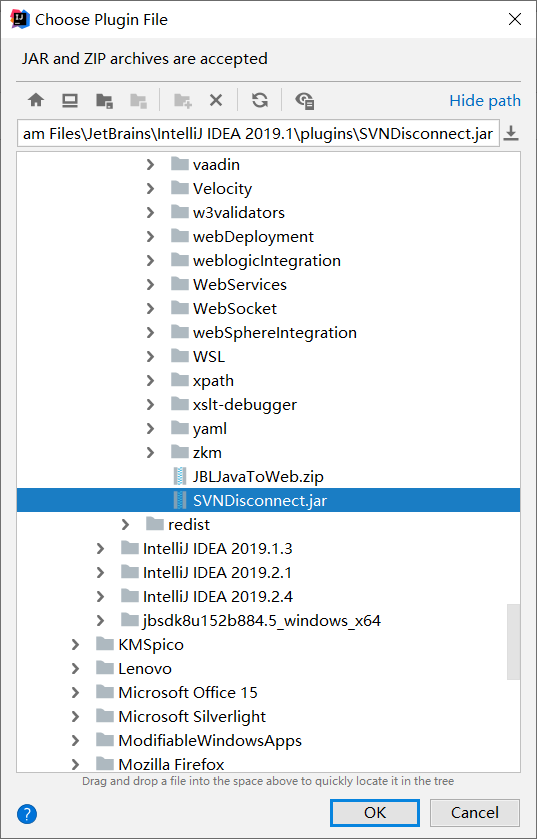 Choose Plugin File
JAR and ZIP archives are accepted
Hide path
am Files\JetBrains\IntelliJ IDEA 2019.1\plugins\SVNDisconnect.jar
vaadin
Velocity
w3validators
webDeployment
weblogicIntegration
WebServices
WebSocket
webSphereIntegration
WSL
xpath
xslt-debugger
yaml
zkm
JBLJavaToWeb.zip
SVNDisconnect.jar
redist
IntelliJ IDEA 2019.1.3
IntelliJ IDEA 2019.2.1
IntelliJ IDEA 2019.2.4
jbsdk8u152b884.5_windows_x64
KMSpico
Lenovo
Microsoft Office 15
Microsoft Silverlight
ModifiableWindowsApps
Mozilla Firefox
Drag and drop a file into the space above to quickly locate it in the tree
? OK Cancel